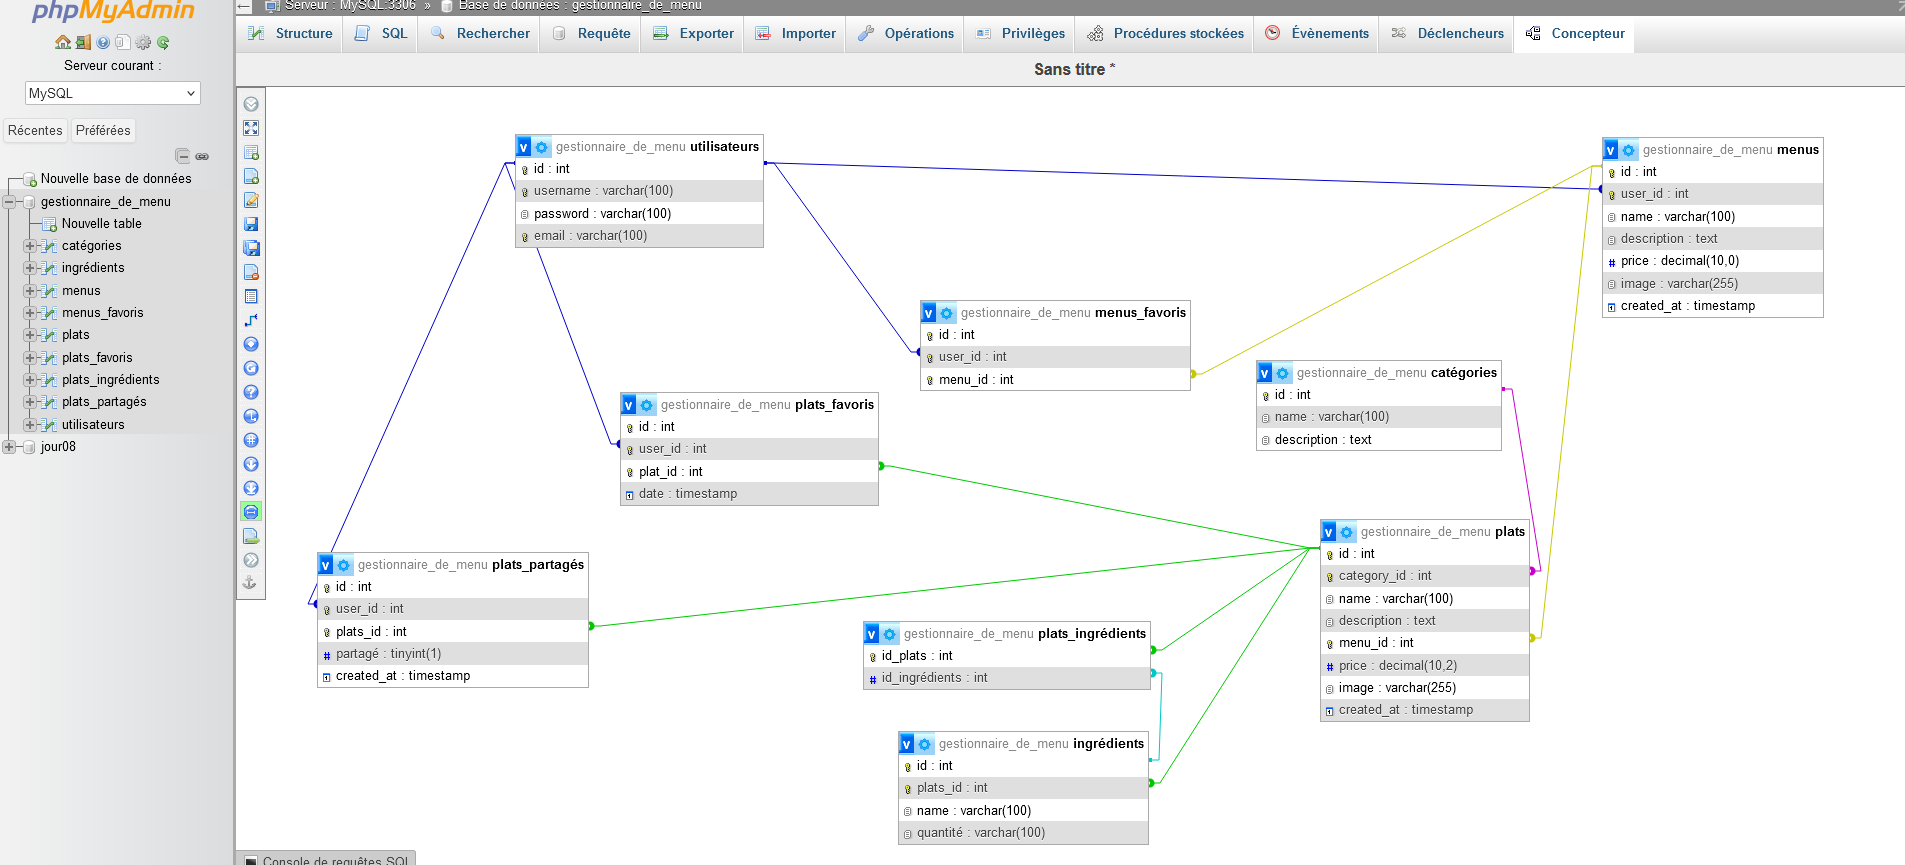 phpMyAdmin
Serveur courant :
MySQL
Récentes
Préférées
Nouvelle base de données
gestionnaire_de_menu
Nouvelle table
catégories
ingrédients
menus
menus_favoris
plats
plats_favoris
plats_ingrédients
plats_partagés
utilisateurs
jour08
Serveur : MySQL:3306 » Base de données : gestionnaire_de_menu
Structure SQL Rechercher Requête Exporter Importer Opérations Privilèges Procédures stockées Évènements Déclencheurs Concepteur
Sans titre *
v gestionnaire_de_menu utilisateurs
id : int
username : varchar(100)
password : varchar(100)
email : varchar(100)
v gestionnaire_de_menu menus
id : int
user_id : int
name : varchar(100)
description : text
# price : decimal(10,0)
image : varchar(255)
created_at : timestamp
v gestionnaire_de_menu menus_favoris
id : int
user_id : int
menu_id : int
v gestionnaire_de_menu catégories
id : int
name : varchar(100)
description : text
v gestionnaire_de_menu plats_favoris
id : int
user_id : int
plat_id : int
date : timestamp
v gestionnaire_de_menu plats
id : int
category_id : int
name : varchar(100)
description : text
menu_id : int
# price : decimal(10,2)
image : varchar(255)
created_at : timestamp
v gestionnaire_de_menu plats_partagés
id : int
user_id : int
plats_id : int
# partagé : tinyint(1)
created_at : timestamp
v gestionnaire_de_menu plats_ingrédients
id_plats : int
# id_ingrédients : int
v gestionnaire_de_menu ingrédients
id : int
plats_id : int
name : varchar(100)
quantité : varchar(100)
Console de requêtes SQL